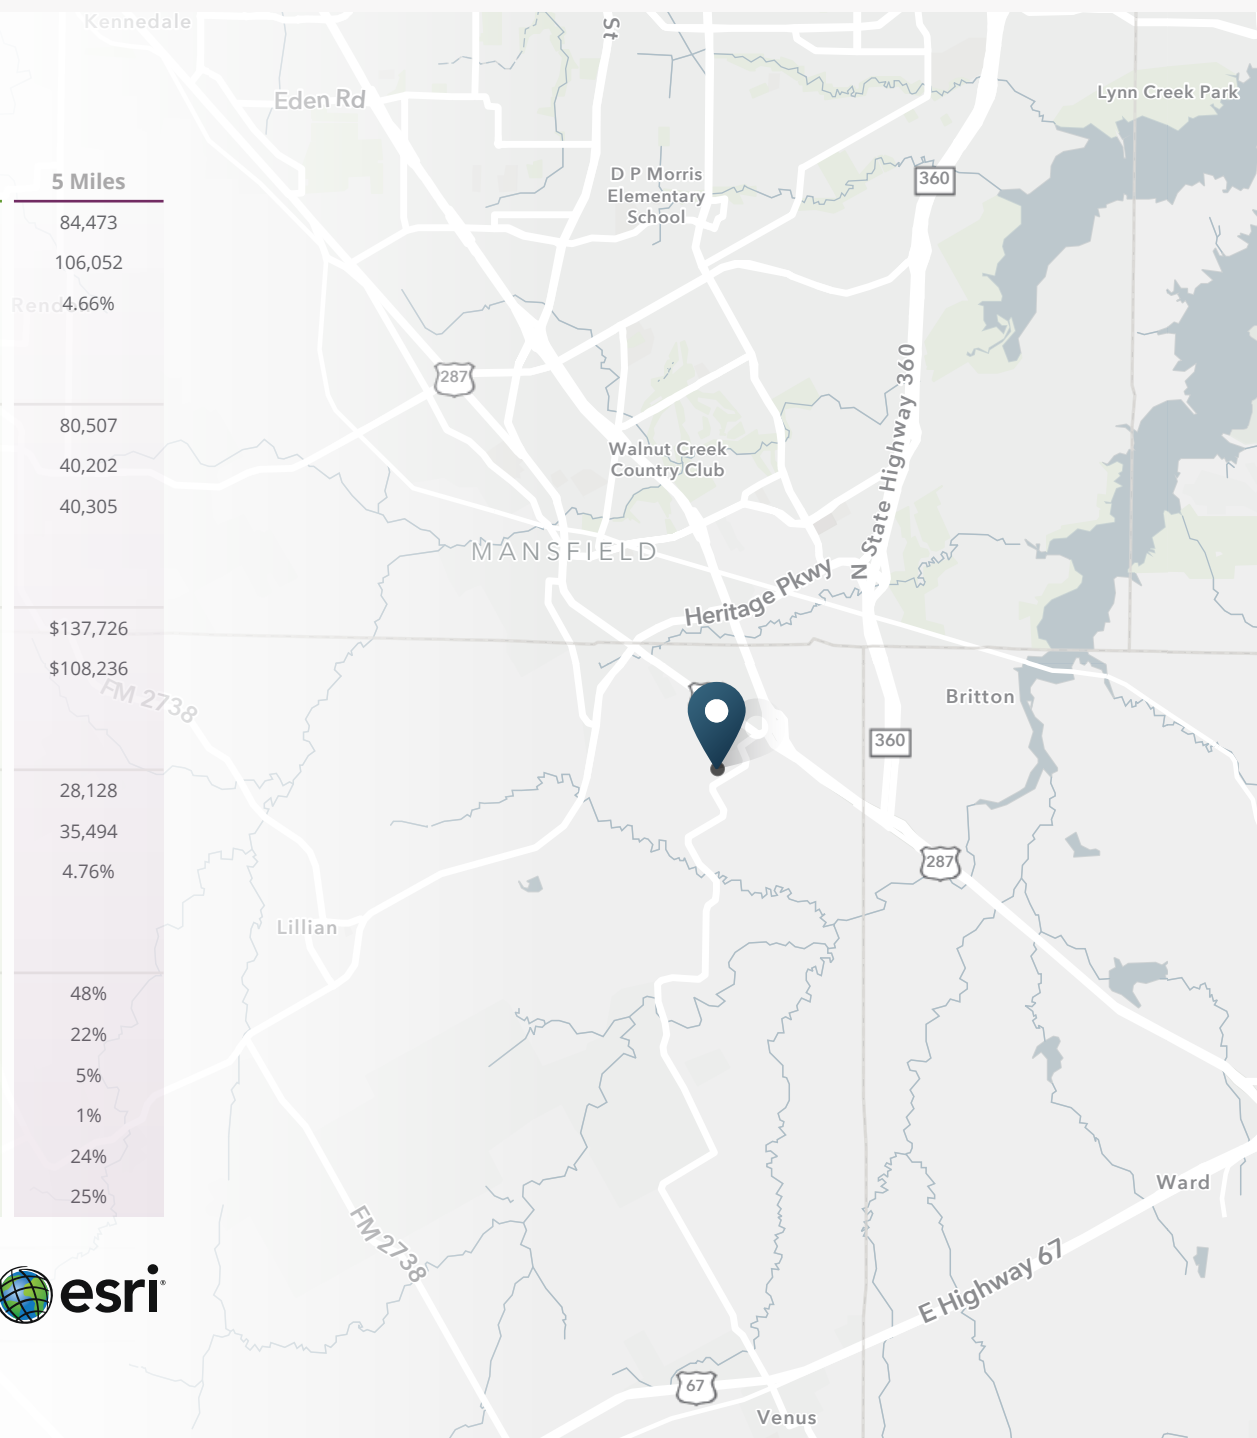 Kennedale
St
Eden Rd
Lynn Creek Park
D P Morris
Elementary
School
360
5 Miles
84,473
106,052
4.66%
287
N State Highway 360
80,507
40,202
40,305
Walnut Creek
Country Club
MANSFIELD
Heritage Pkwy
$137,726
$108,236
FM 2738
Britton
360
28,128
35,494
4.76%
287
Lillian
48%
22%
5%
1%
24%
25%
Ward
FM 2738
E Highway 67
esri
67
Venus